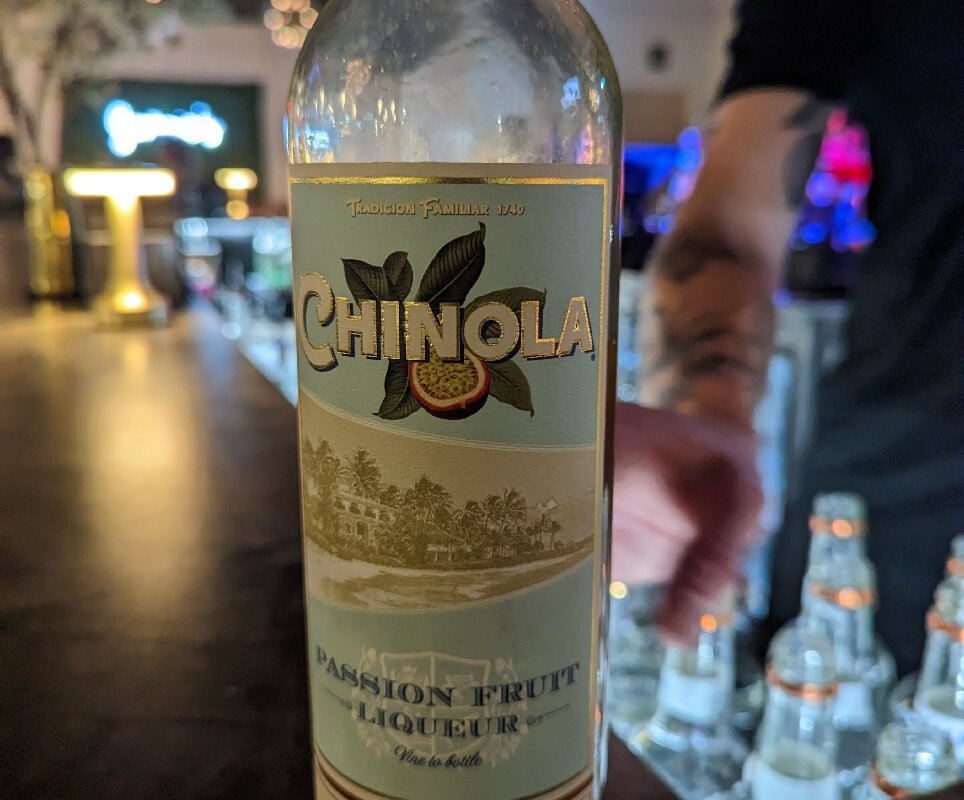 TRADICION FAMILIAR 1740
CHINOLA
PASSION FRUIT
LIQUEUR
Vine to bottle